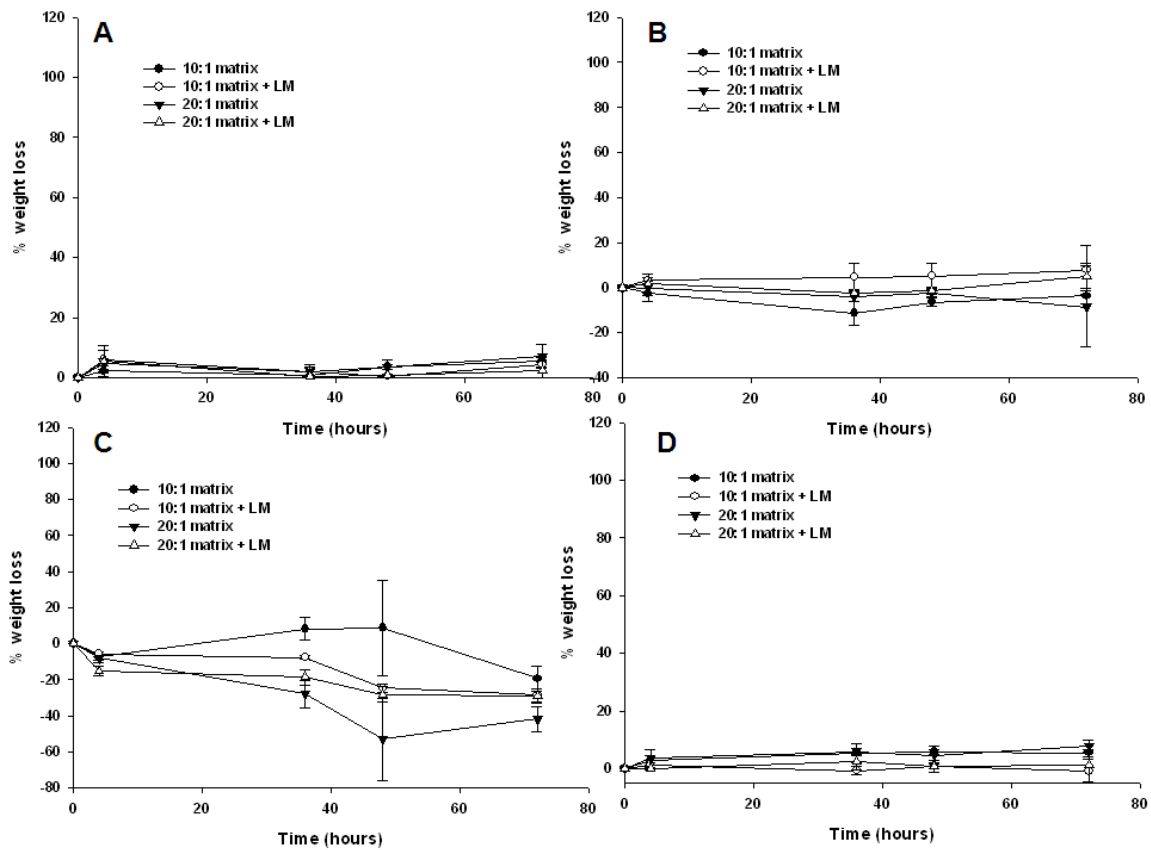 A
10:1 matrix
10:1 matrix + LM
20:1 matrix
20:1 matrix + LM
% weight loss
120
100
80
60
40
20
0
0 20 40 60 80
Time (hours)
B
10:1 matrix
10:1 matrix + LM
20:1 matrix
20:1 matrix + LM
% weight loss
120
100
80
60
40
20
0
-20
-40
0 20 40 60 80
Time (hours)
C
10:1 matrix
10:1 matrix + LM
20:1 matrix
20:1 matrix + LM
% weight loss
120
100
80
60
40
20
0
-20
-40
-60
-80
0 20 40 60 80
Time (hours)
D
10:1 matrix
10:1 matrix + LM
20:1 matrix
20:1 matrix + LM
% weight loss
120
100
80
60
40
20
0
0 20 40 60 80
Time (hours)